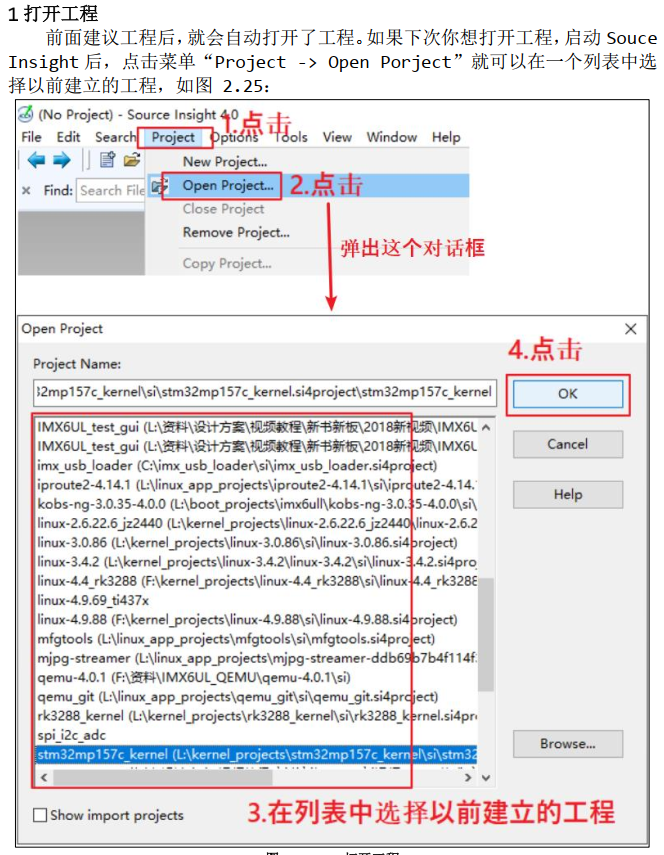 1 打开工程
前面建议工程后，就会自动打开了工程。如果下次你想打开工程，启动 Souce
Insight 后，点击菜单“Project -> Open Porject”就可以在一个列表中选
择以前建立的工程，如图 2.25：
(No Project) - Source Insight 4.0
1.点击
File Edit Search Project Options Tools View Window Help
New Project...
Find: Search File
Open Project...
2.点击
Close Project
Remove Project...
弹出这个对话框
Copy Project...
Open Project
Project Name:
4.点击
32mp157c_kernel\si\stm32mp157c_kernel.si4project\stm32mp157c_kernel
OK
IMX6UL_test_gui (L:\资料\设计方案\视频教程\新书新板\2018新视频\IMX6U
IMX6UL_test_gui (L:\资料\设计方案\视频教程\新书新板\2018新视频\IMX6U
Cancel
imx_usb_loader (C:\imx_usb_loader\si\imx_usb_loader.si4project)
iproute2-4.14.1 (L:\linux_app_projects\iproute2-4.14.1\si\iproute2-4.14.1
Help
kobs-ng-3.0.35-4.0.0 (L:\boot_projects\imx6ull\kobs-ng-3.0.35-4.0.0\si\
linux-2.6.22.6_jz2440 (L:\kernel_projects\linux-2.6.22.6_jz2440\linux-2.6.2
linux-3.0.86 (L:\kernel_projects\linux-3.0.86\si\linux-3.0.86.si4project)
linux-3.4.2 (L:\kernel_projects\linux-3.4.2\linux-3.4.2\si\linux-3.4.2.si4proje
linux-4.4_rk3288 (F:\kernel_projects\linux-4.4_rk3288\si\linux-4.4_rk3288
linux-4.9.69_ti437x
linux-4.9.88 (F:\kernel_projects\linux-4.9.88\si\linux-4.9.88.si4project)
mfgtools (L:\linux_app_projects\mfgtools\si\mfgtools.si4project)
mjpg-streamer (L:\linux_app_projects\mjpg-streamer-ddb69b7b4f114f
qemu-4.0.1 (F:\资料\IMX6UL_QEMU\qemu-4.0.1\si)
qemu_git (L:\linux_app_projects\qemu_git\si\qemu_git.si4project)
rk3288_kernel (L:\kernel_projects\rk3288_kernel\si\rk3288_kernel.si4pr
spi_i2c_adc
Browse...
stm32mp157c_kernel (L:\kernel_projects\stm32mp157c_kernel\si\stm32
Show import projects
3.在列表中选择以前建立的工程